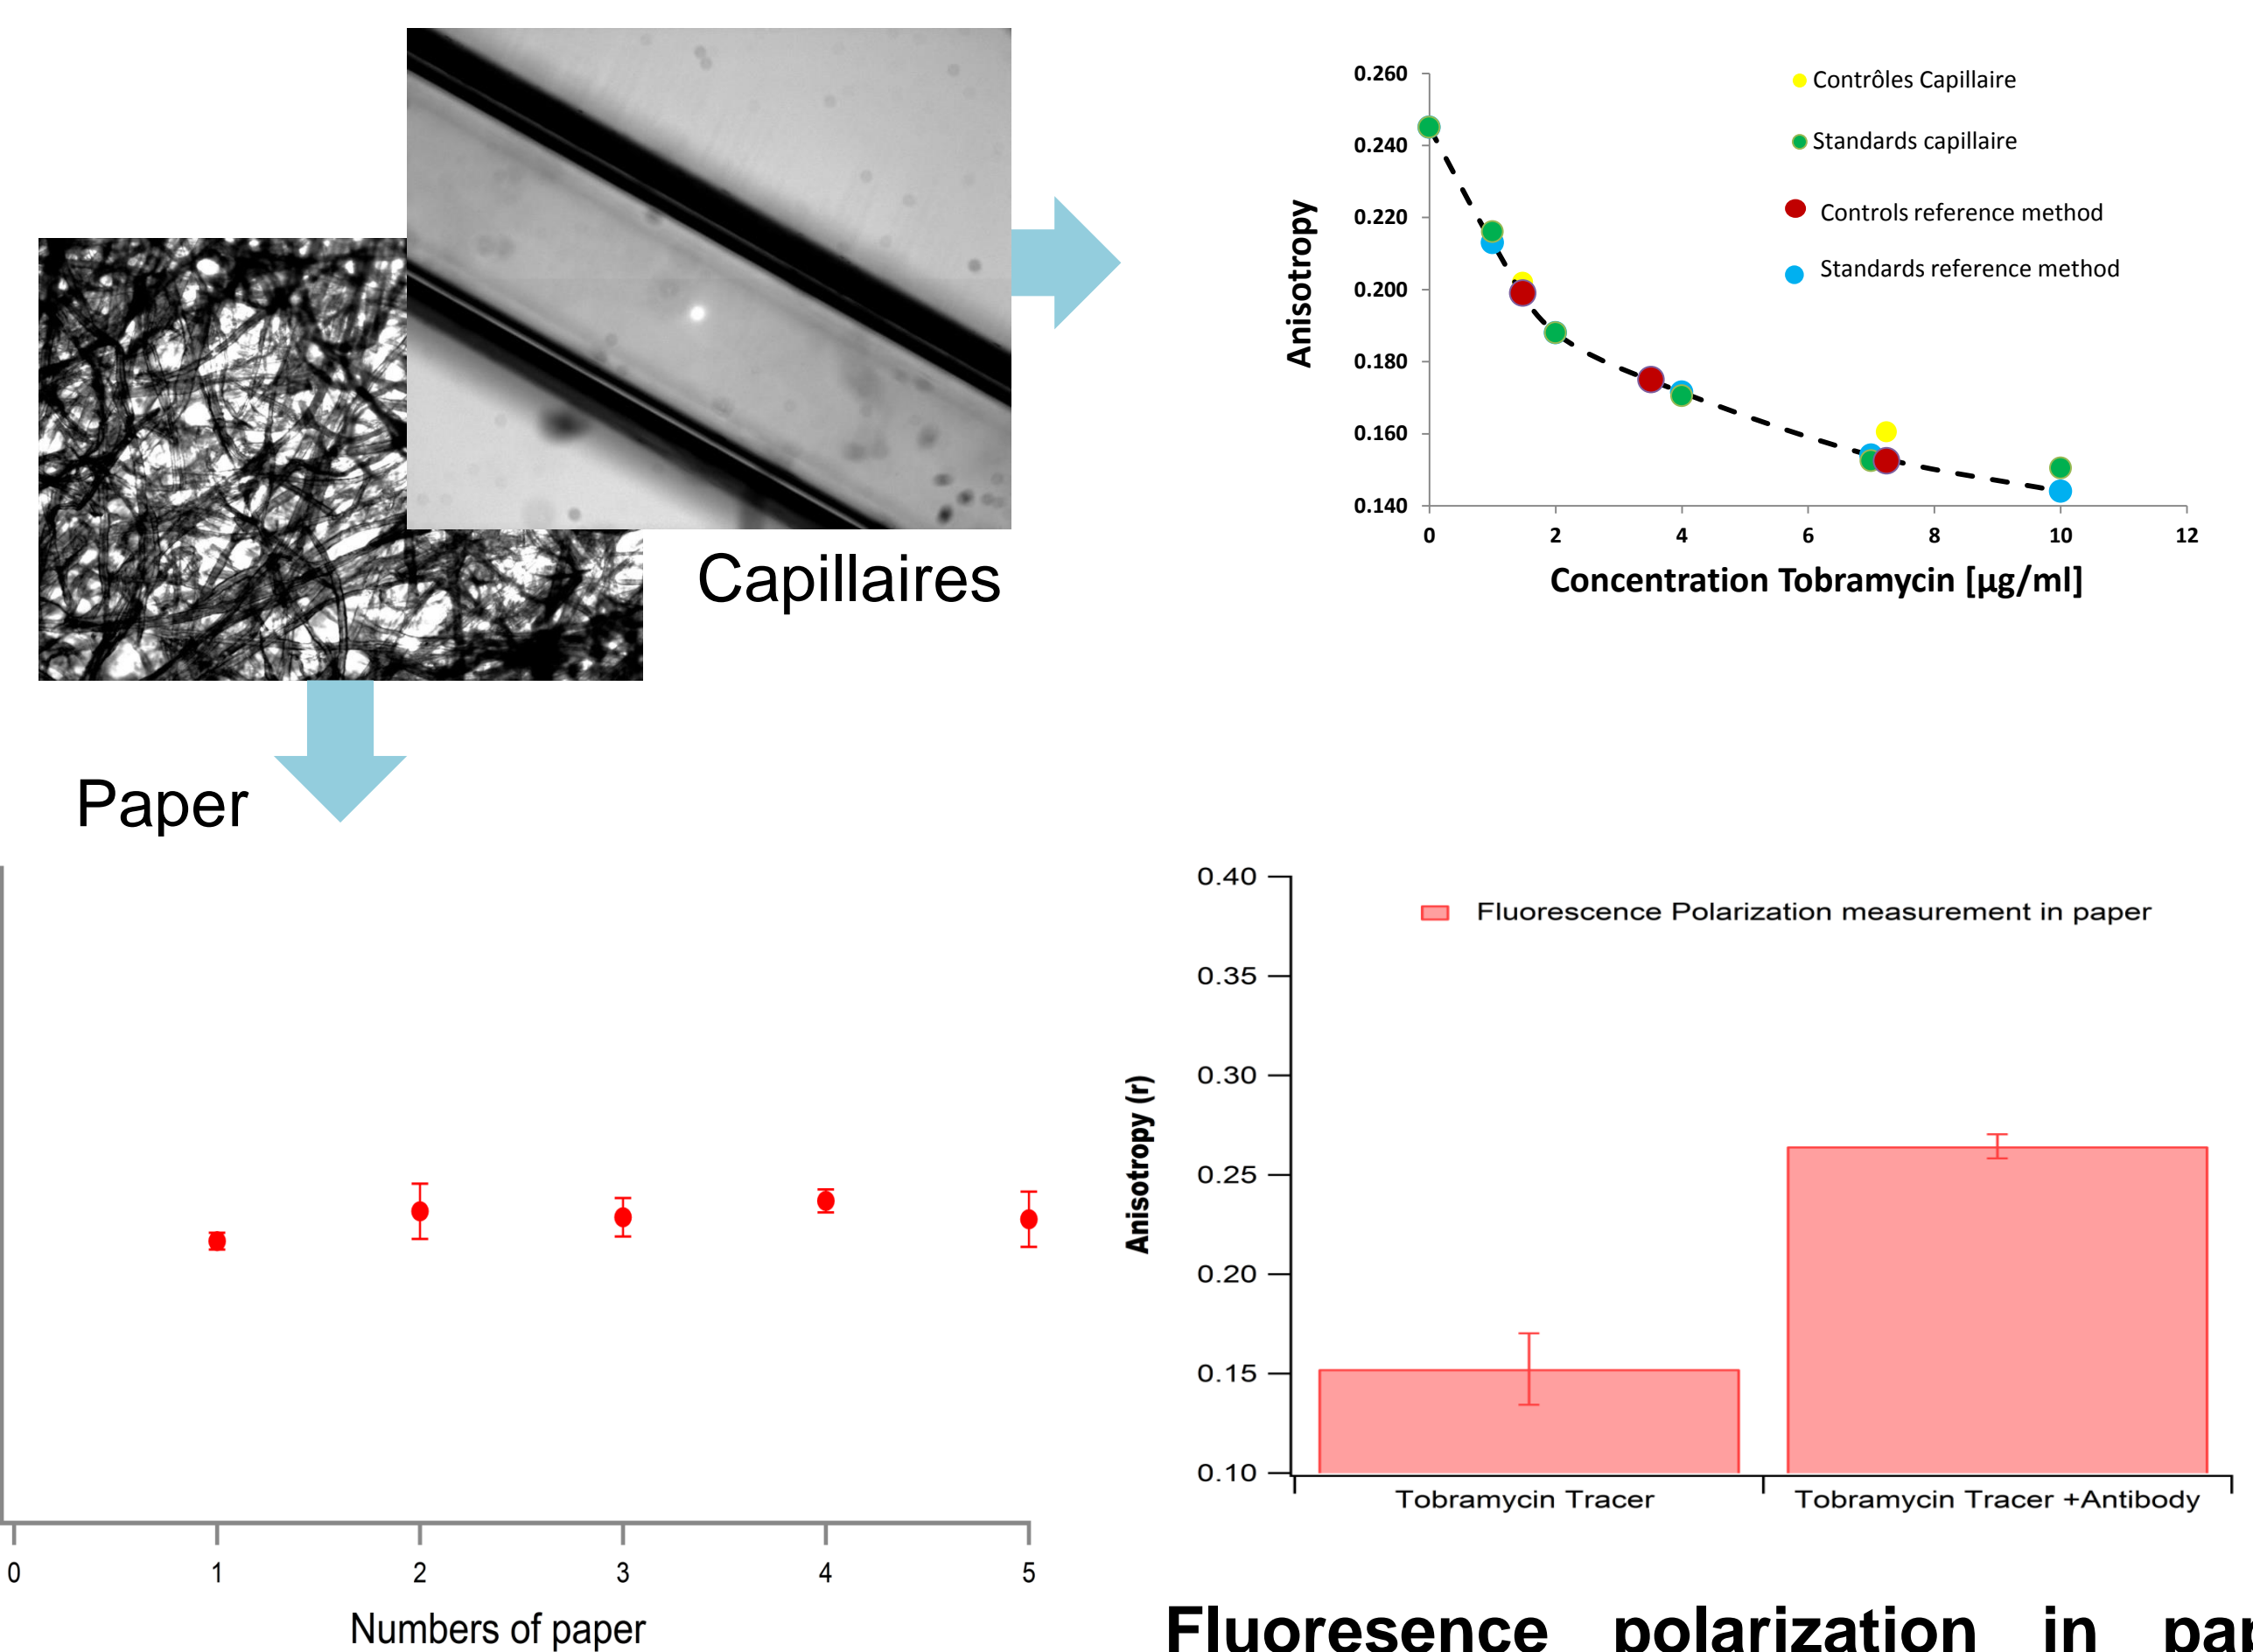 0.260
0.240
0.220
0.200
0.180
0.160
0.140
Anisotropy
Contrôles Capillaire
Standards capillaire
Controls reference method
Standards reference method
0 2 4 6 8 10 12
Concentration Tobramycin [µg/ml]
Capillaires
Paper
0 1 2 3 4 5
Numbers of paper
0.40
0.35
0.30
0.25
0.20
0.15
0.10
Anisotropy (r)
Fluorescence Polarization measurement in paper
Tobramycin Tracer
Tobramycin Tracer +Antibody
Fluoresence polarization in